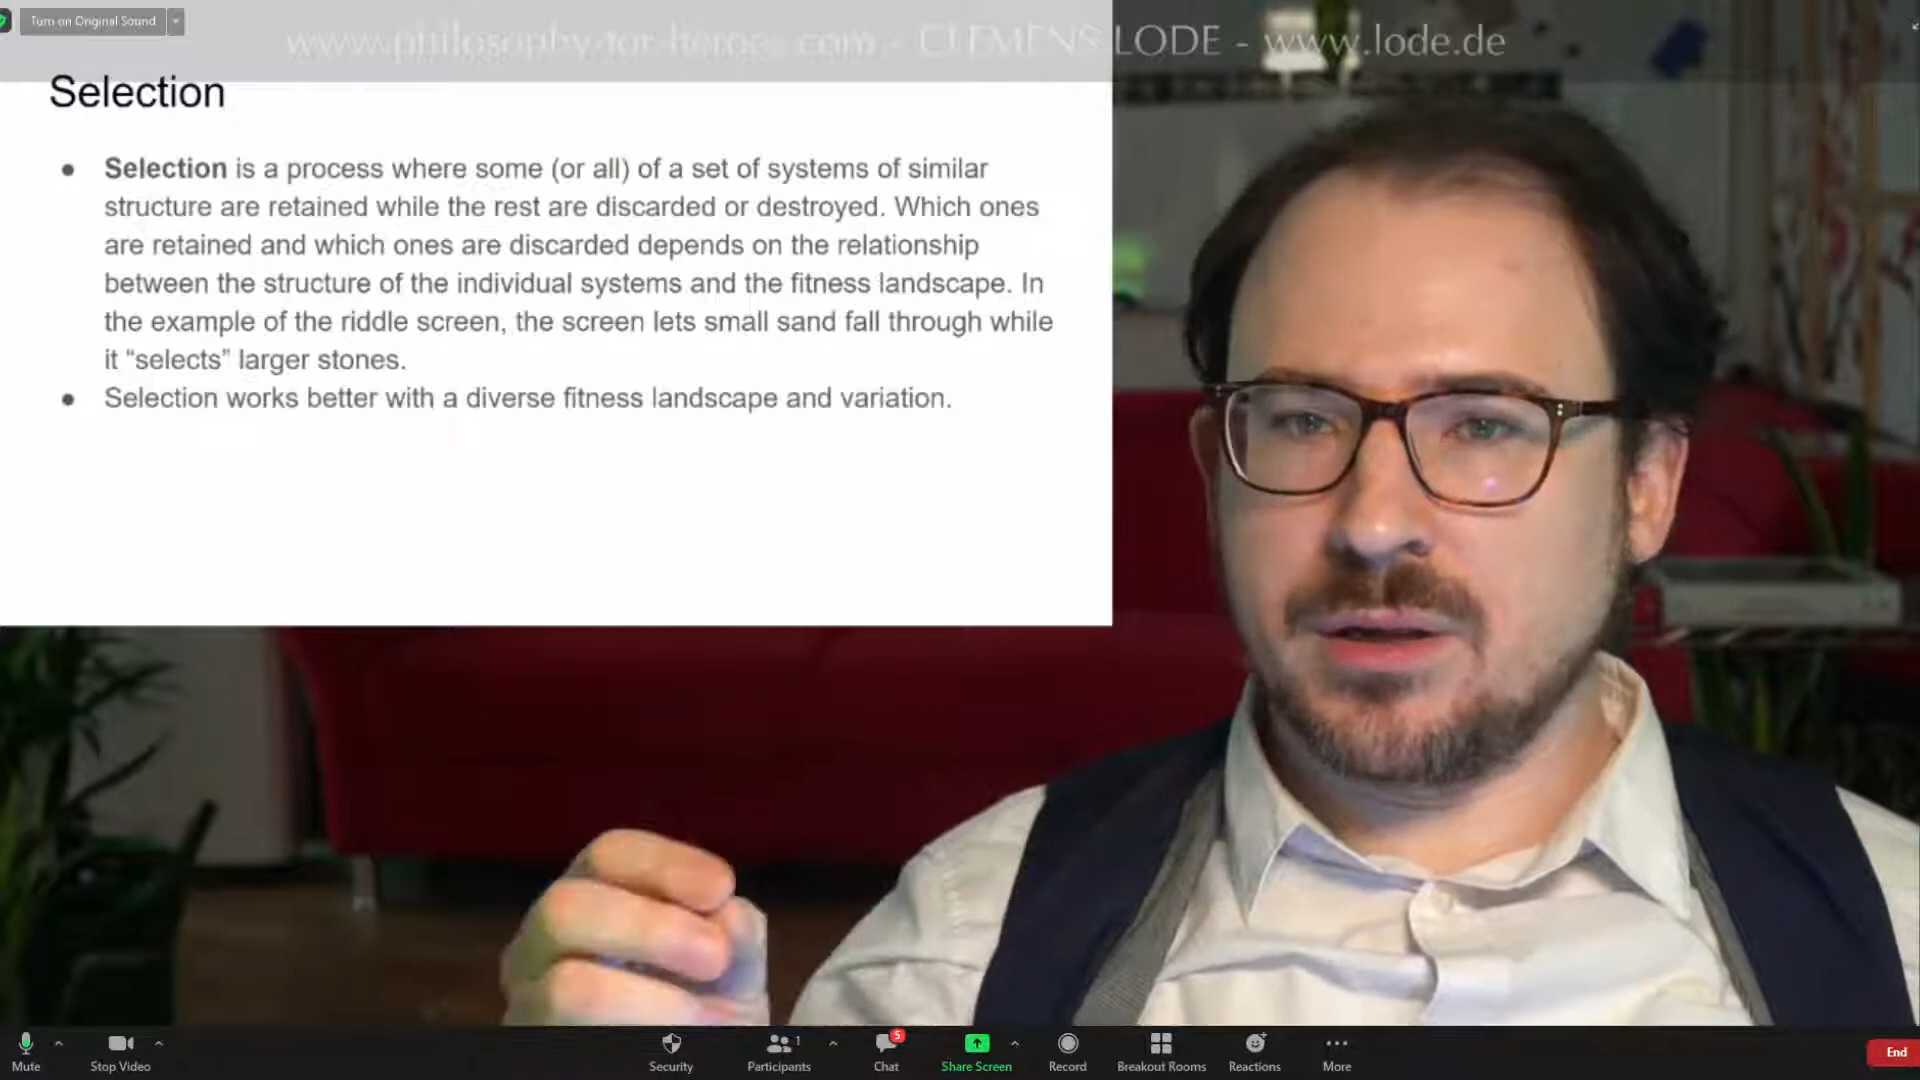 Turn on Original Sound
www.philosophy-for-heroes.com - CLEMENS LODE - www.lode.de
Selection
● Selection is a process where some (or all) of a set of systems of similar
structure are retained while the rest are discarded or destroyed. Which ones
are retained and which ones are discarded depends on the relationship
between the structure of the individual systems and the fitness landscape. In
the example of the riddle screen, the screen lets small sand fall through while
it “selects” larger stones.
● Selection works better with a diverse fitness landscape and variation.
1
5
Mute
Stop Video
Security
Participants
Chat
Share Screen
Record
Breakout Rooms
Reactions
More
End